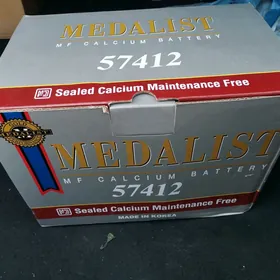 MEDALIST
MF CALCIUM BATTERY
57412
Sealed Calcium Maintenance Free
MEDALIST
MF CALCIUM BATTERY
57412
Sealed Calcium Maintenance Free
MADE IN KOREA